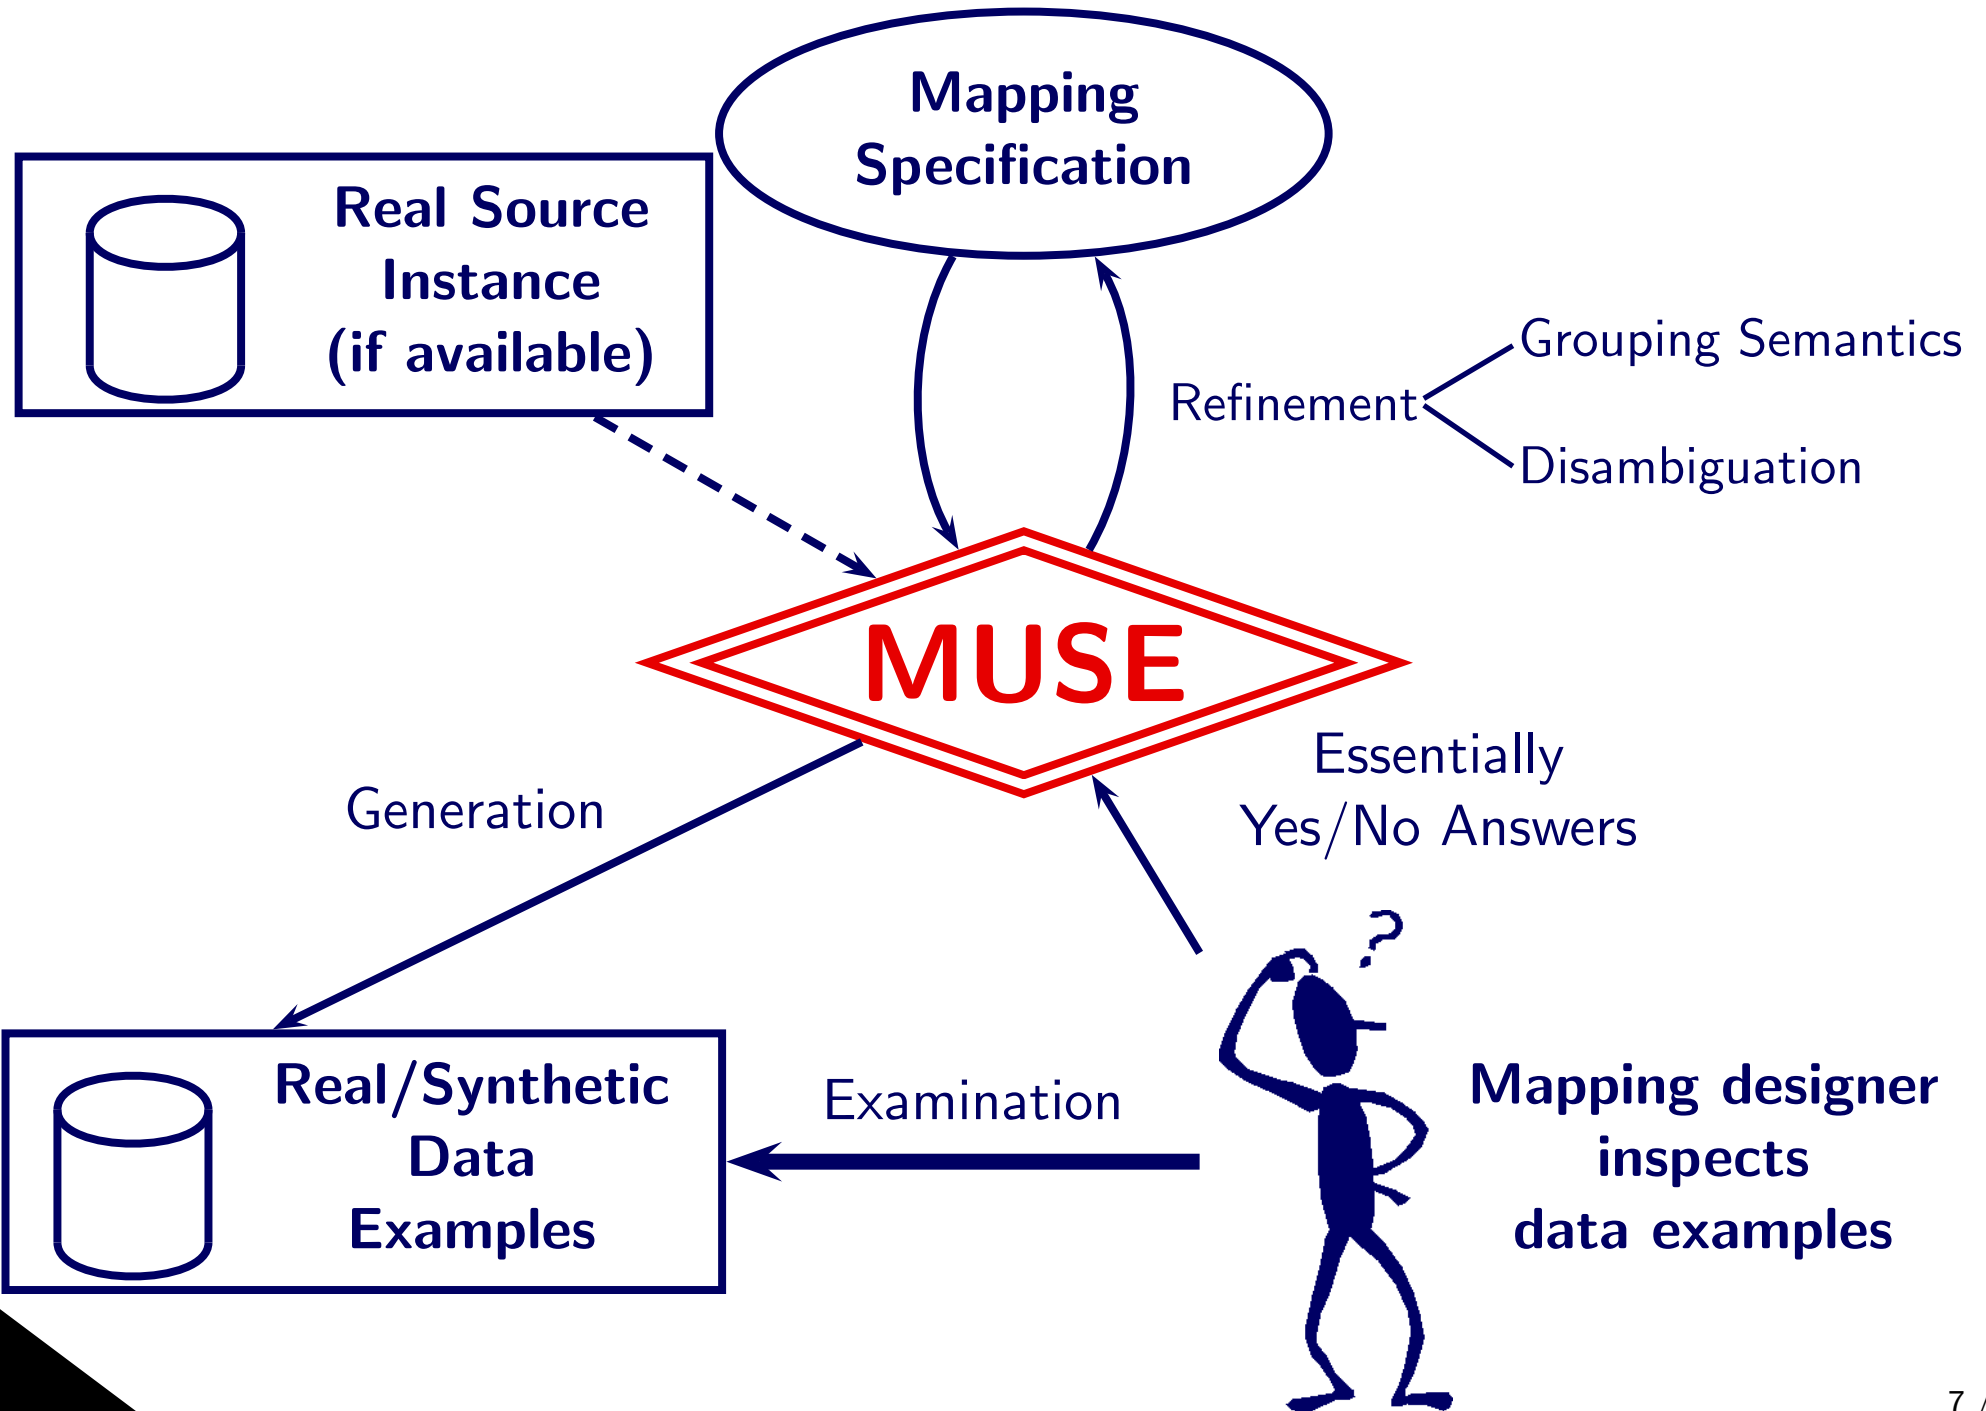 Mapping
Specification
Real Source
Instance
(if available)
Grouping Semantics
Refinement
Disambiguation
MUSE
Essentially
Yes/No Answers
Generation
?
Real/Synthetic
Data
Examples
Examination
Mapping designer
inspects
data examples
7 /